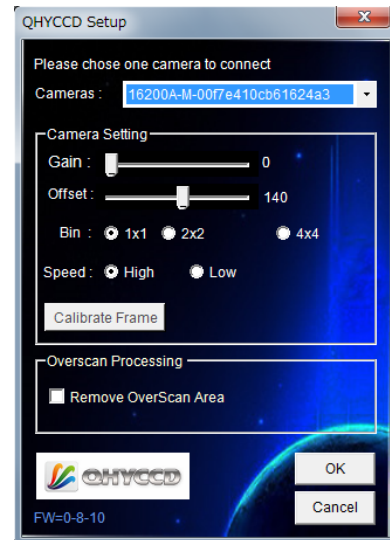 QHYCCD Setup
Please chose one camera to connect
Cameras : 16200A-M-00f7e410cb61624a3
Camera Setting
Gain : 0
Offset : 140
Bin : 1x1 2x2 4x4
Speed : High Low
Calibrate Frame
Overscan Processing
Remove OverScan Area
QHYCCD
OK
Cancel
FW=0-8-10